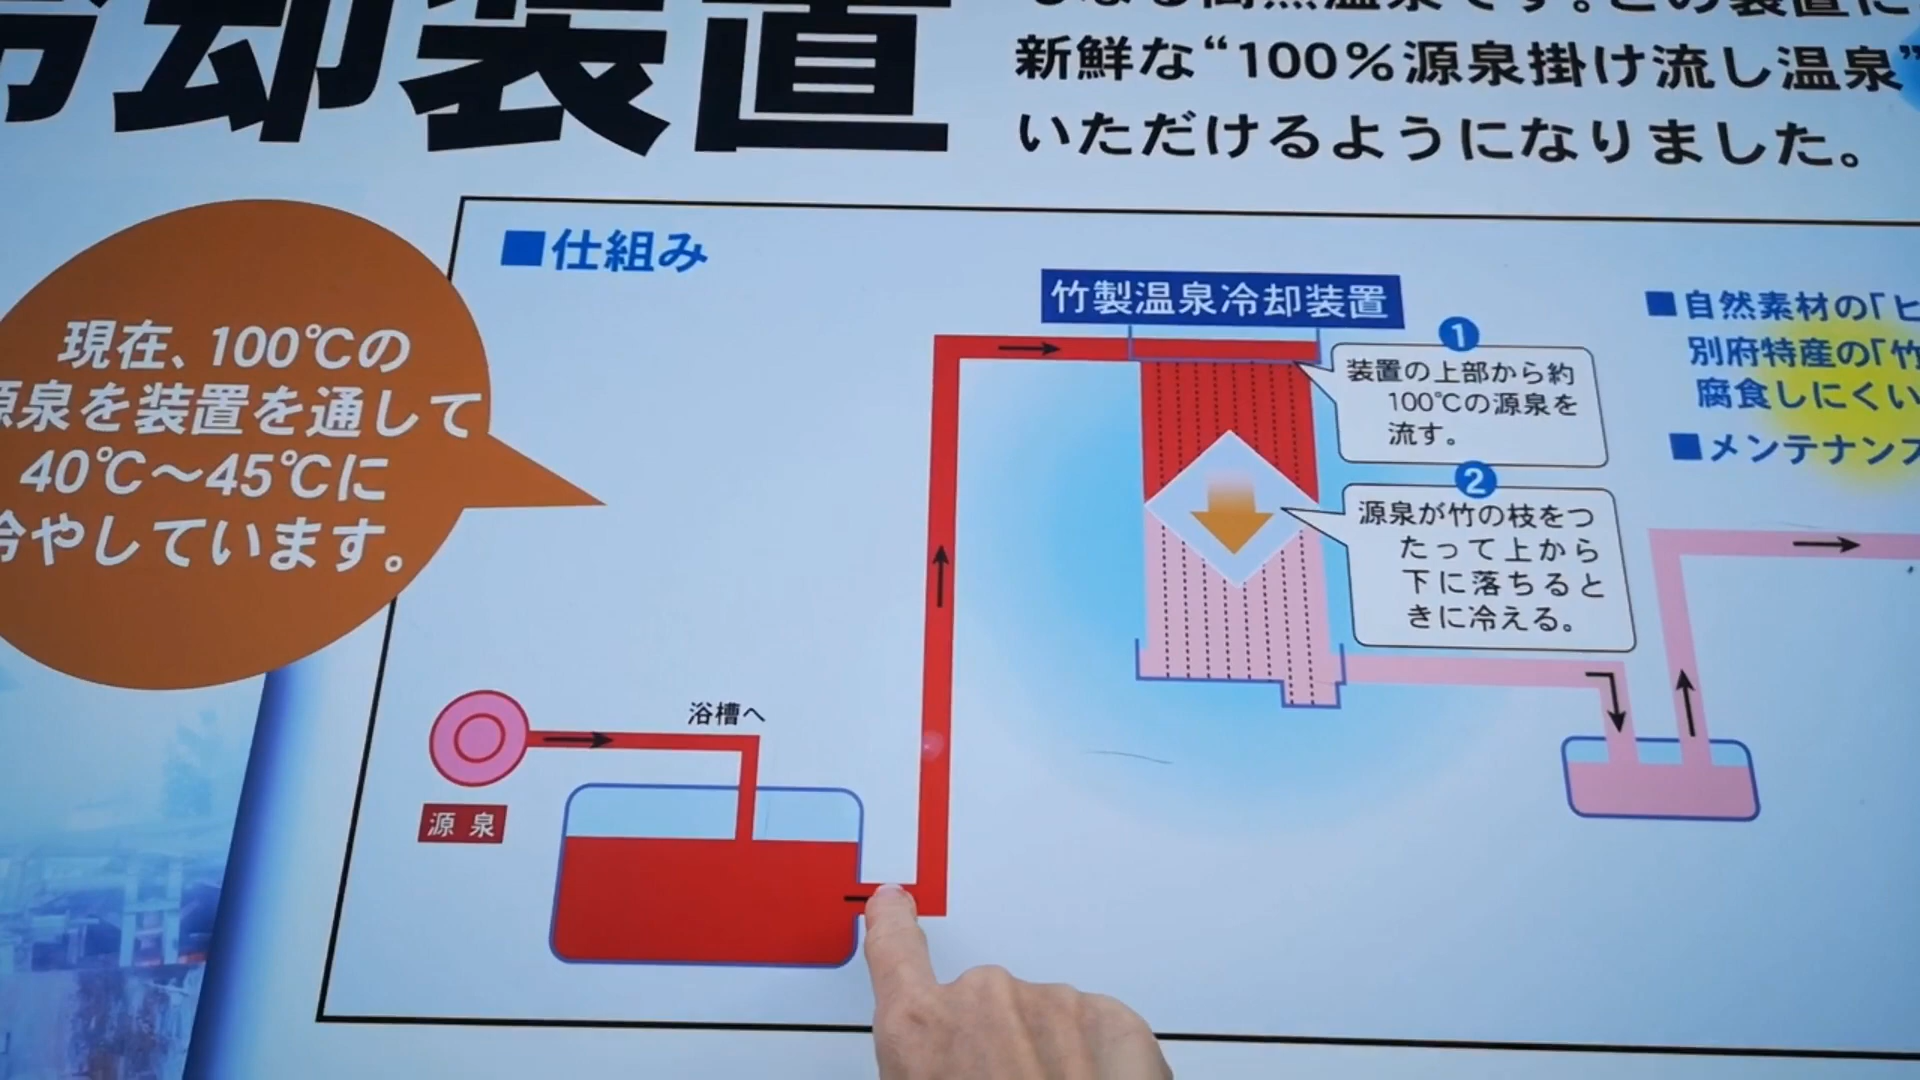 冷却装置
新鮮な“100％源泉掛け流し温泉”
いただけるようになりました。
現在、100℃の
源泉を装置を通して
40℃～45℃に
冷やしています。
■仕組み
竹製温泉冷却装置
1
装置の上部から約
100℃の源泉を
流す。
2
源泉が竹の枝をつ
たって上から
下に落ちると
きに冷える。
■自然素材の「ヒ
別府特産の「竹
腐食しにくい
■メンテナンス
浴槽へ
源泉